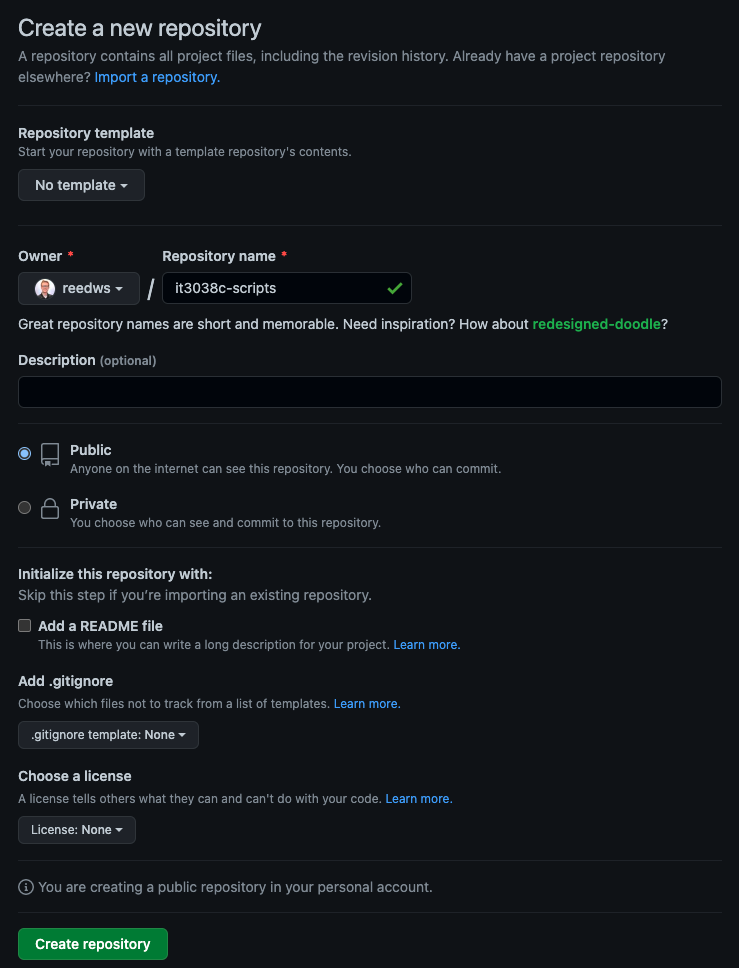 Create a new repository
A repository contains all project files, including the revision history. Already have a project repository
elsewhere? Import a repository.
Repository template
Start your repository with a template repository's contents.
No template
Owner *
Repository name *
reedws
/
it3038c-scripts
Great repository names are short and memorable. Need inspiration? How about redesigned-doodle?
Description (optional)
Public
Anyone on the internet can see this repository. You choose who can commit.
Private
You choose who can see and commit to this repository.
Initialize this repository with:
Skip this step if you’re importing an existing repository.
Add a README file
This is where you can write a long description for your project. Learn more.
Add .gitignore
Choose which files not to track from a list of templates. Learn more.
.gitignore template: None
Choose a license
A license tells others what they can and can't do with your code. Learn more.
License: None
You are creating a public repository in your personal account.
Create repository